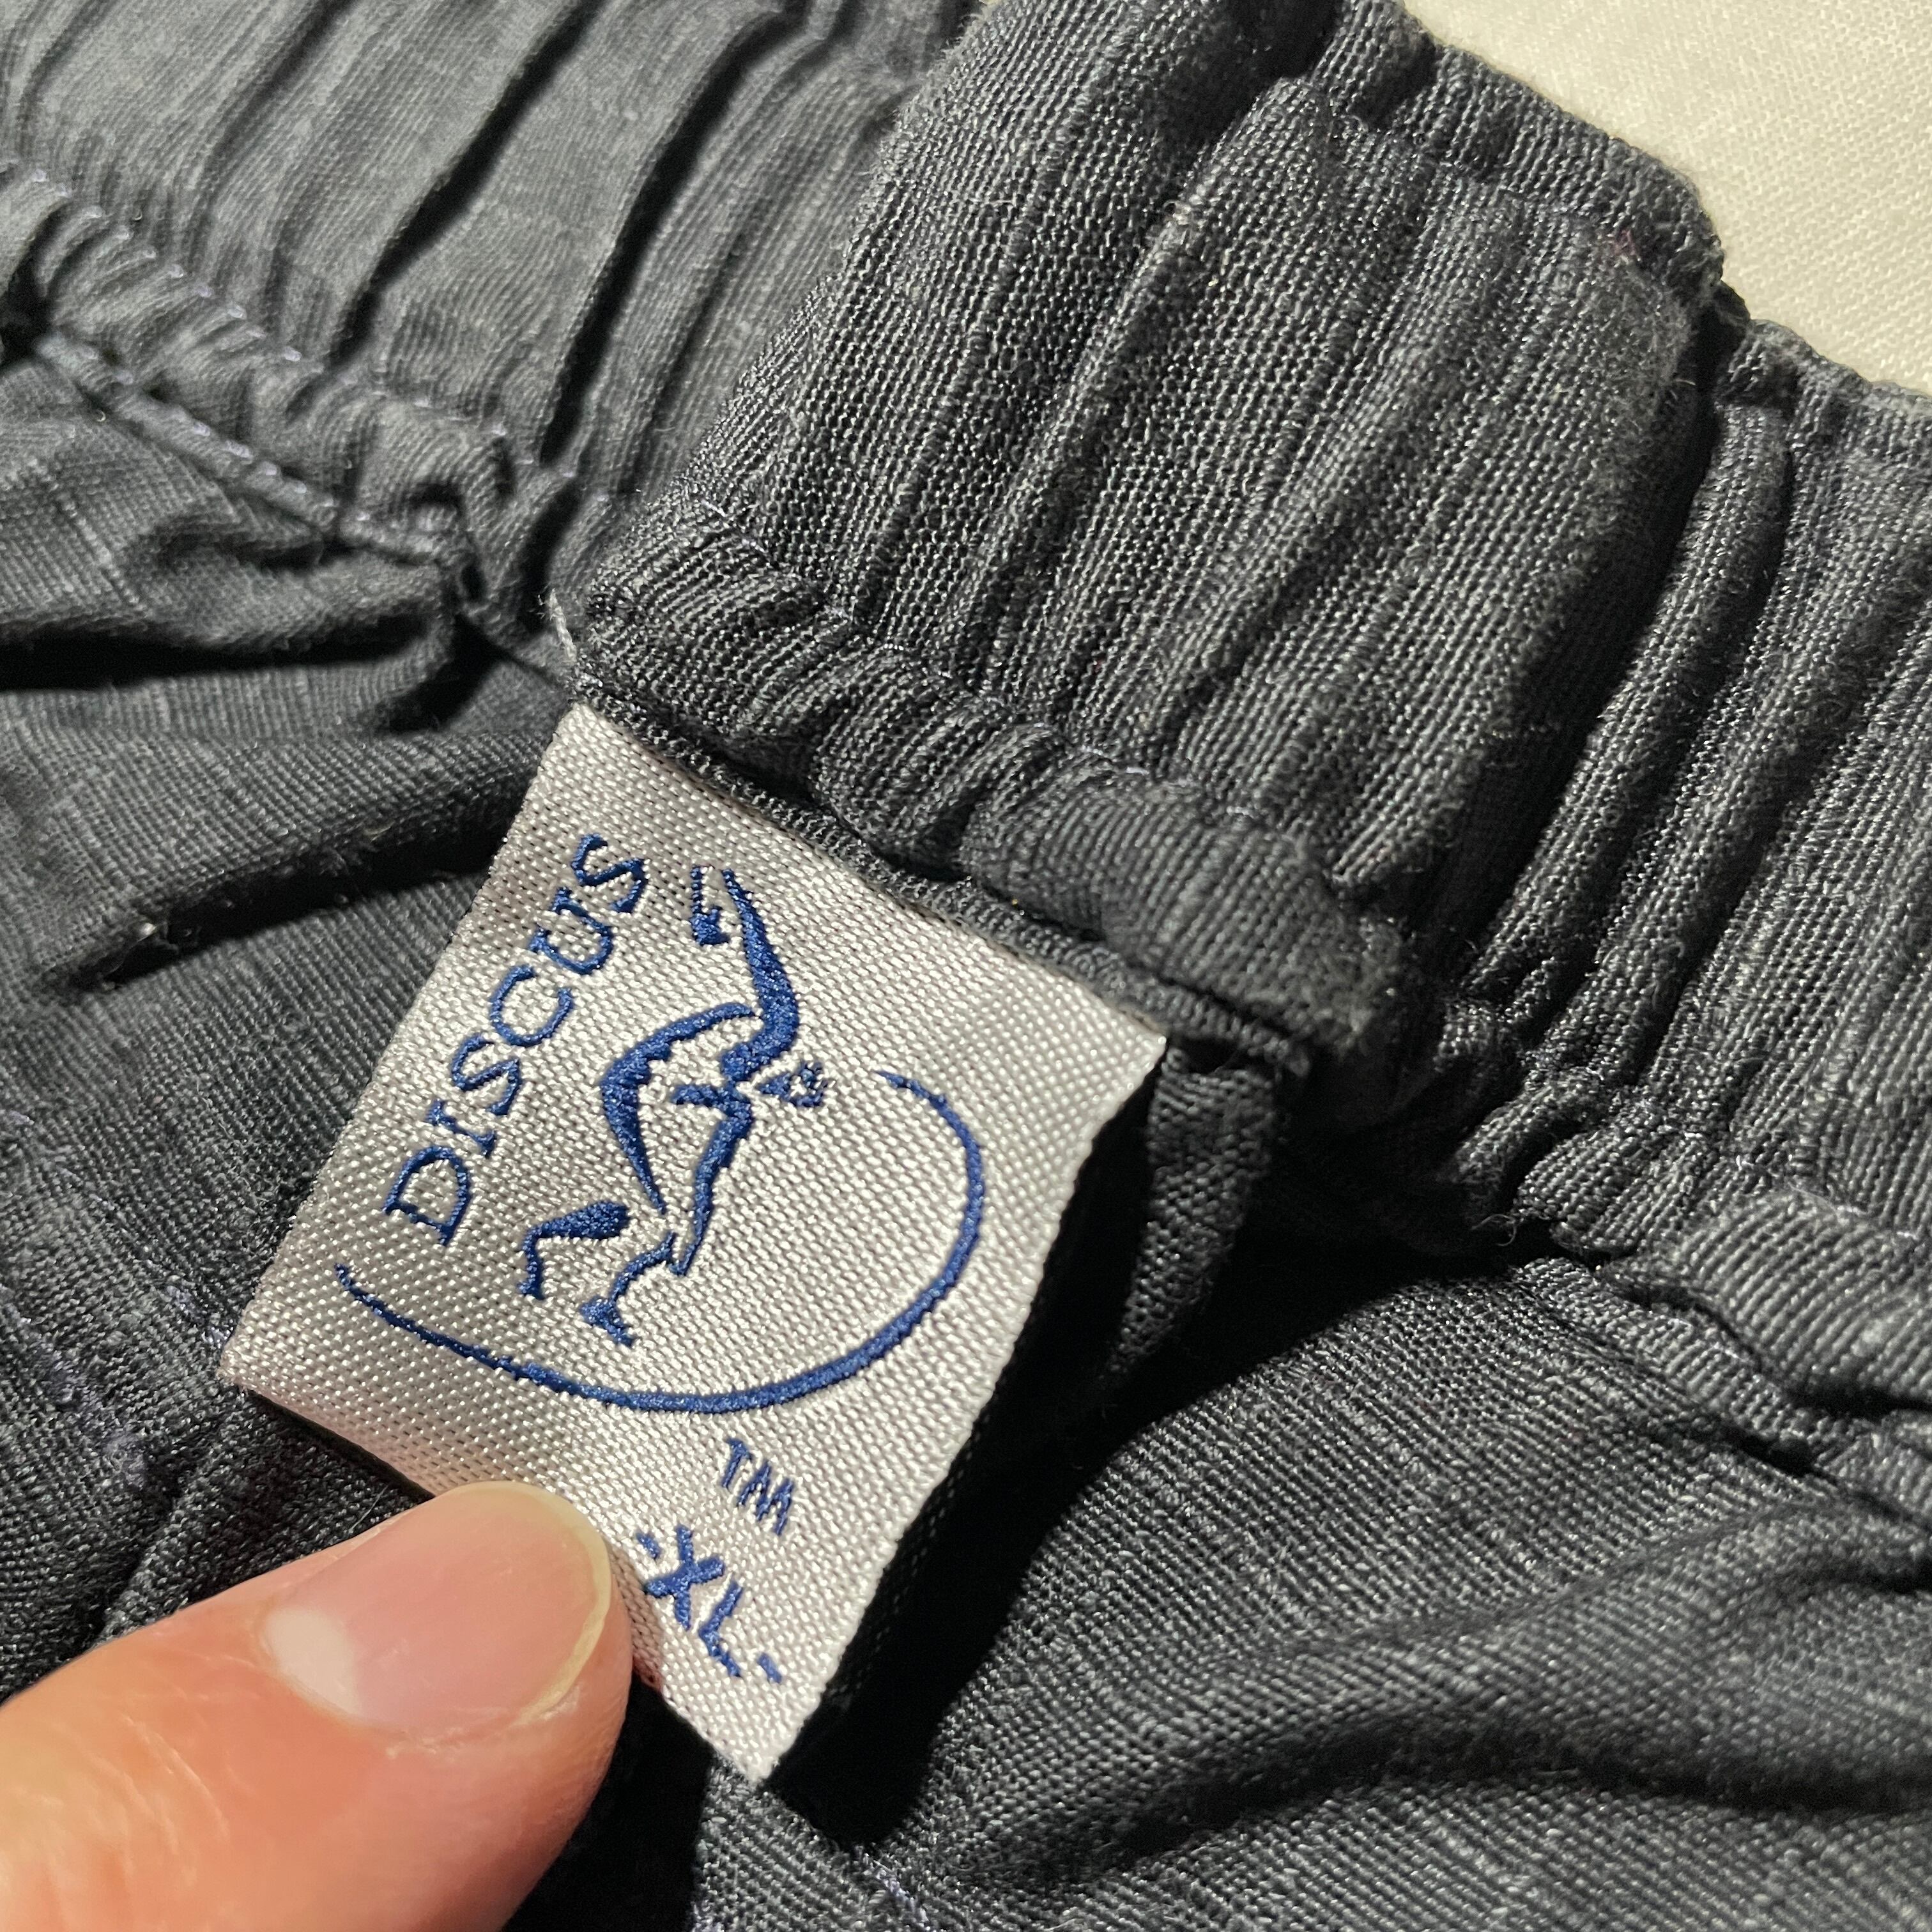 DISCUS
TM
-XL-